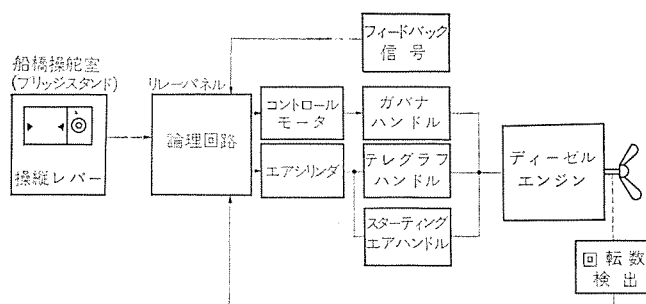 フィードバック
信号
船橋操舵室
(ブリッジスタンド)
リレーパネル
操縦レバー
論理回路
コントロール
モータ
ガバナ
ハンドル
エアシリンダ
テレグラフ
ハンドル
スターティング
エアハンドル
ディーゼル
エンジン
回転数
検出